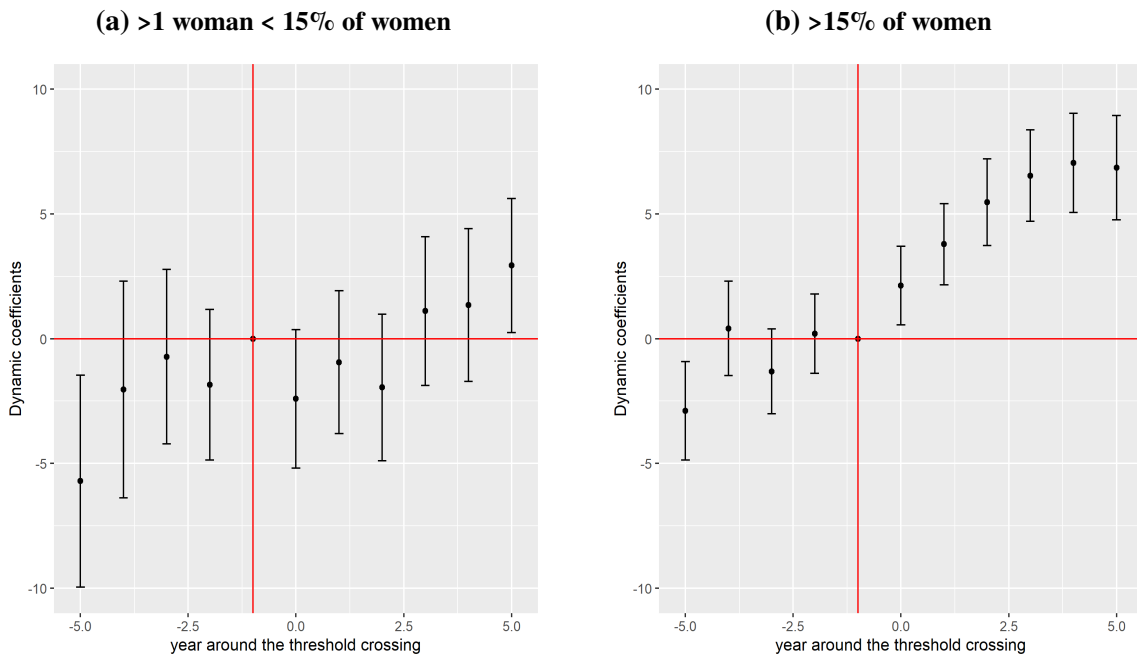 (a) >1 woman < 15% of women
10
5
0
-5
-10
Dynamic coefficients
-5.0 -2.5 0.0 2.5 5.0
year around the threshold crossing
(b) >15% of women
10
5
0
-5
-10
Dynamic coefficients
-5.0 -2.5 0.0 2.5 5.0
year around the threshold crossing